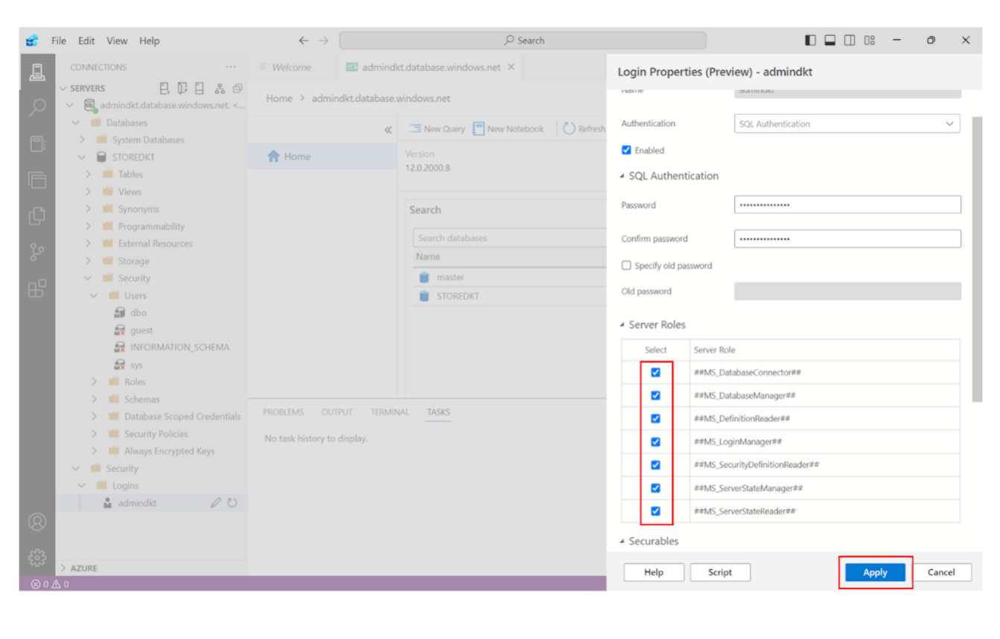 File Edit View Help
Search
CONNECTIONS
SERVERS
admindkt.database.windows.net, <...
Databases
System Databases
STOREDKT
Tables
Views
Synonyms
Programmability
External Resources
Storage
Security
Users
dbo
guest
INFORMATION_SCHEMA
sys
Roles
Schemas
Database Scoped Credentials
Security Policies
Always Encrypted Keys
Security
Logins
admindkt
AZURE
0 0
Welcome admindkt.database.windows.net
Home > admindkt.database.windows.net
New Query New Notebook Refresh
Home
Version
12.0.2000.8
Search
Search databases
Name
master
STOREDKT
PROBLEMS OUTPUT TERMINAL TASKS
No task history to display.
Login Properties (Preview) - admindkt
Name admindkt
Authentication SQL Authentication
Enabled
SQL Authentication
Password •••••••••••••••
Confirm password •••••••••••••••
Specify old password
Old password
Server Roles
Select Server Role
##MS_DatabaseConnector##
##MS_DatabaseManager##
##MS_DefinitionReader##
##MS_LoginManager##
##MS_SecurityDefinitionReader##
##MS_ServerStateManager##
##MS_ServerStateReader##
Securables
Help Script Apply Cancel